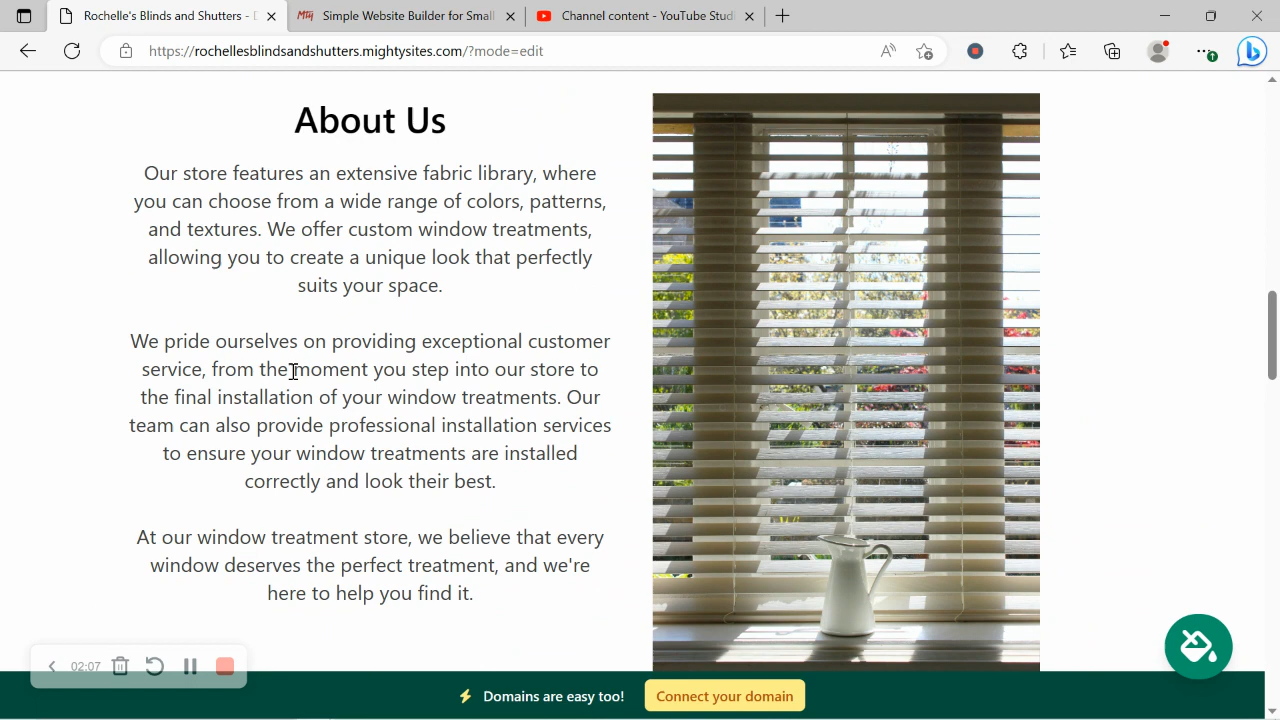 Rochelle's Blinds and Shutters - D
Simple Website Builder for Small
Channel content - YouTube Studi
https://rochellesblindsandshutters.mightysites.com/?mode=edit
About Us
Our store features an extensive fabric library, where
you can choose from a wide range of colors, patterns,
and textures. We offer custom window treatments,
allowing you to create a unique look that perfectly
suits your space.
We pride ourselves on providing exceptional customer
service, from the moment you step into our store to
the final installation of your window treatments. Our
team can also provide professional installation services
to ensure your window treatments are installed
correctly and look their best.
At our window treatment store, we believe that every
window deserves the perfect treatment, and we're
here to help you find it.
02:07
Domains are easy too!
Connect your domain